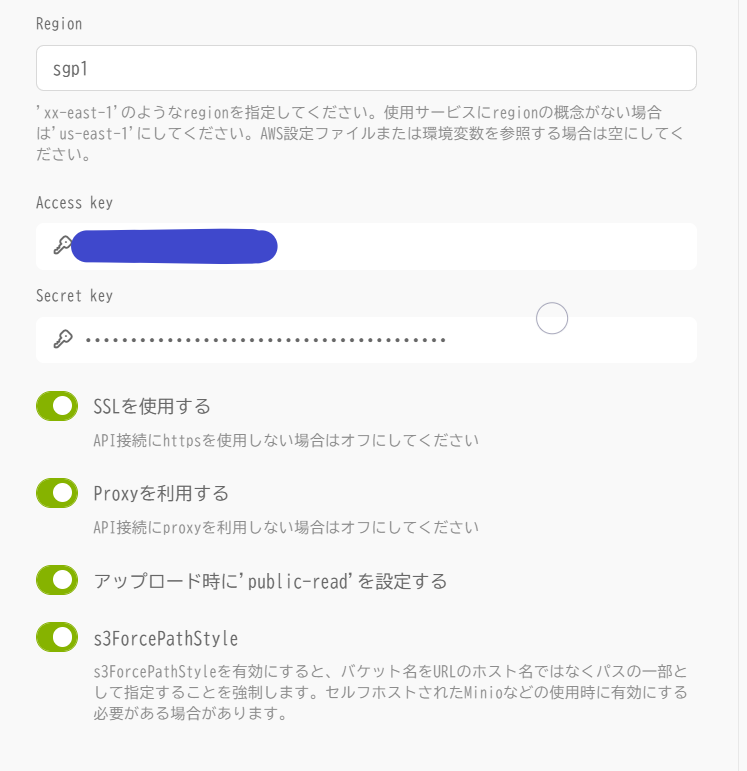 Region
sgp1
'xx-east-1'のようなregionを指定してください。使用サービスにregionの概念がない場合
は'us-east-1'にしてください。AWS設定ファイルまたは環境変数を参照する場合は空にしてく
ださい。
Access key
Secret key
••••••••••••••••••••••••••••••••••••••••
SSLを使用する
API接続にhttpsを使用しない場合はオフにしてください
Proxyを利用する
API接続にproxyを利用しない場合はオフにしてください
アップロード時に'public-read'を設定する
s3ForcePathStyle
s3ForcePathStyleを有効にすると、バケット名をURLのホスト名ではなくパスの一部と
して指定することを強制します。セルフホストされたMinioなどの使用時に有効にする
必要がある場合があります。